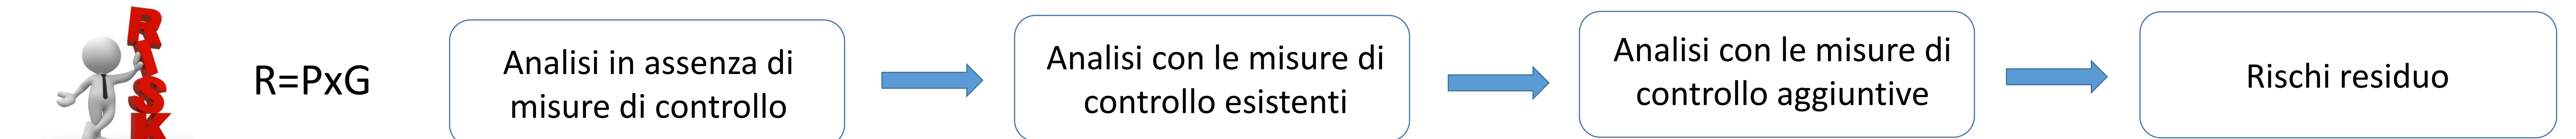 RISK
R=PxG
Analisi in assenza di
misure di controllo
Analisi con le misure di
controllo esistenti
Analisi con le misure di
controllo aggiuntive
Rischi residuo